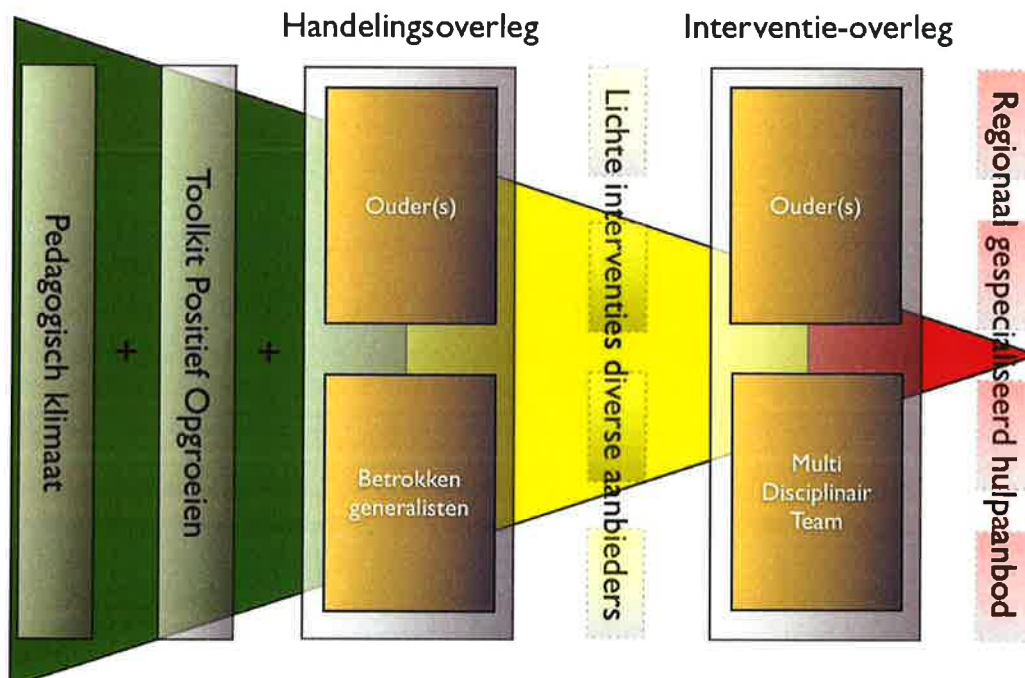 Handelingsoverleg
Interventie-overleg
Pedagogisch klimaat
+
Toolkit Positief Opgroeien
+
Ouder(s)
Betrokken
generalisten
Lichte interventies diverse aanbieders
Ouder(s)
Multi
Disciplinair
Team
Regionaal gespecialiseerd hulpaanbod